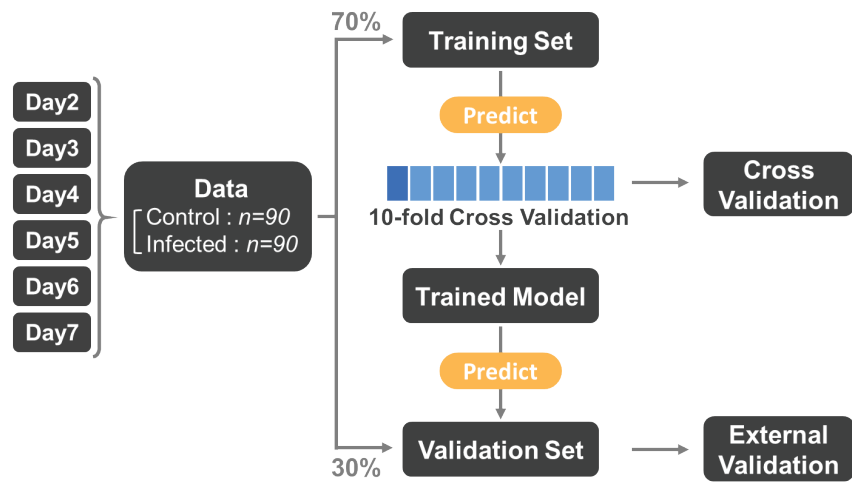 Day2
Day3
Day4
Day5
Day6
Day7
Data
Control : n=90
Infected : n=90
70%
30%
Training Set
Predict
10-fold Cross Validation
Cross
Validation
Trained Model
Predict
Validation Set
External
Validation